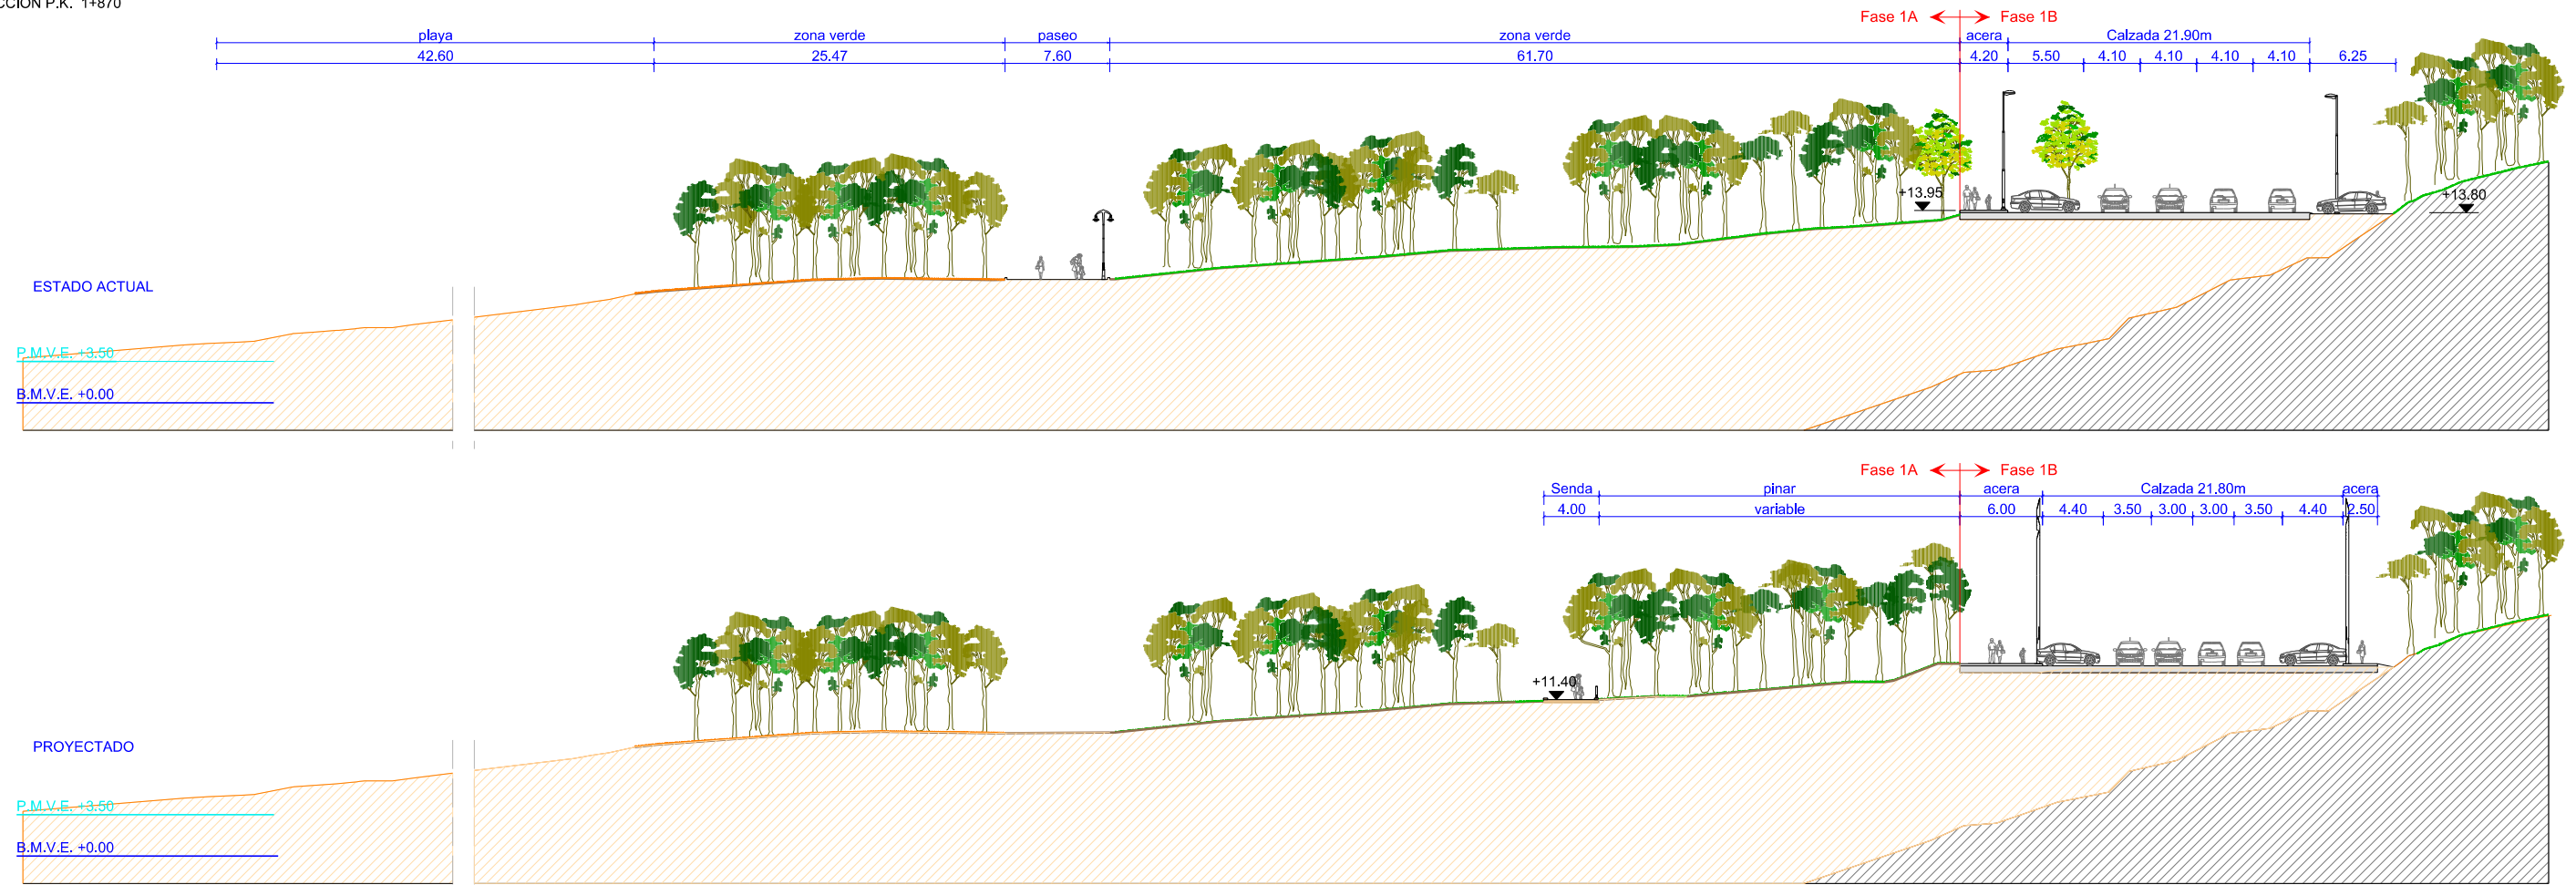 CCIÓN P.K. 1+870
Fase 1A Fase 1B
playa zona verde paseo zona verde acera Calzada 21.90m
42.60 25.47 7.60 61.70 4.20 5.50 4.10 4.10 4.10 4.10 6.25
+13.95 +13.80
ESTADO ACTUAL
P.M.V.E. +3.50
B.M.V.E. +0.00
Fase 1A Fase 1B
Senda pinar acera Calzada 21.80m acera
4.00 variable 6.00 4.40 3.50 3.00 3.00 3.50 4.40 2.50
+11.40
PROYECTADO
P.M.V.E. +3.50
B.M.V.E. +0.00